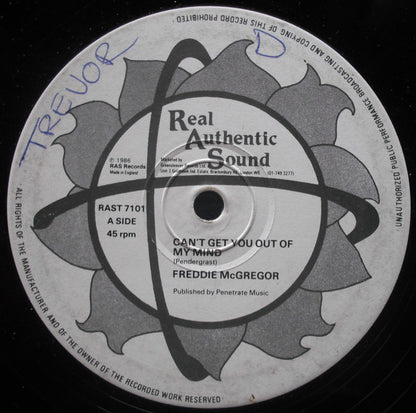 TREVOR
D
Real
Authentic
Sound
℗ 1986
RAS Records
Made in England
Marketed by
RAST 7101
A SIDE
45 rpm
CAN'T GET YOU OUT OF
MY MIND
(Pendergrast)
FREDDIE McGREGOR
Published by Penetrate Music
ALL RIGHTS OF THE MANUFACTURER AND OF THE OWNER OF THE RECORDED WORK RESERVED
UNAUTHORIZED PUBLIC PERFORMANCE BROADCASTING AND COPYING OF THIS RECORD PROHIBITED